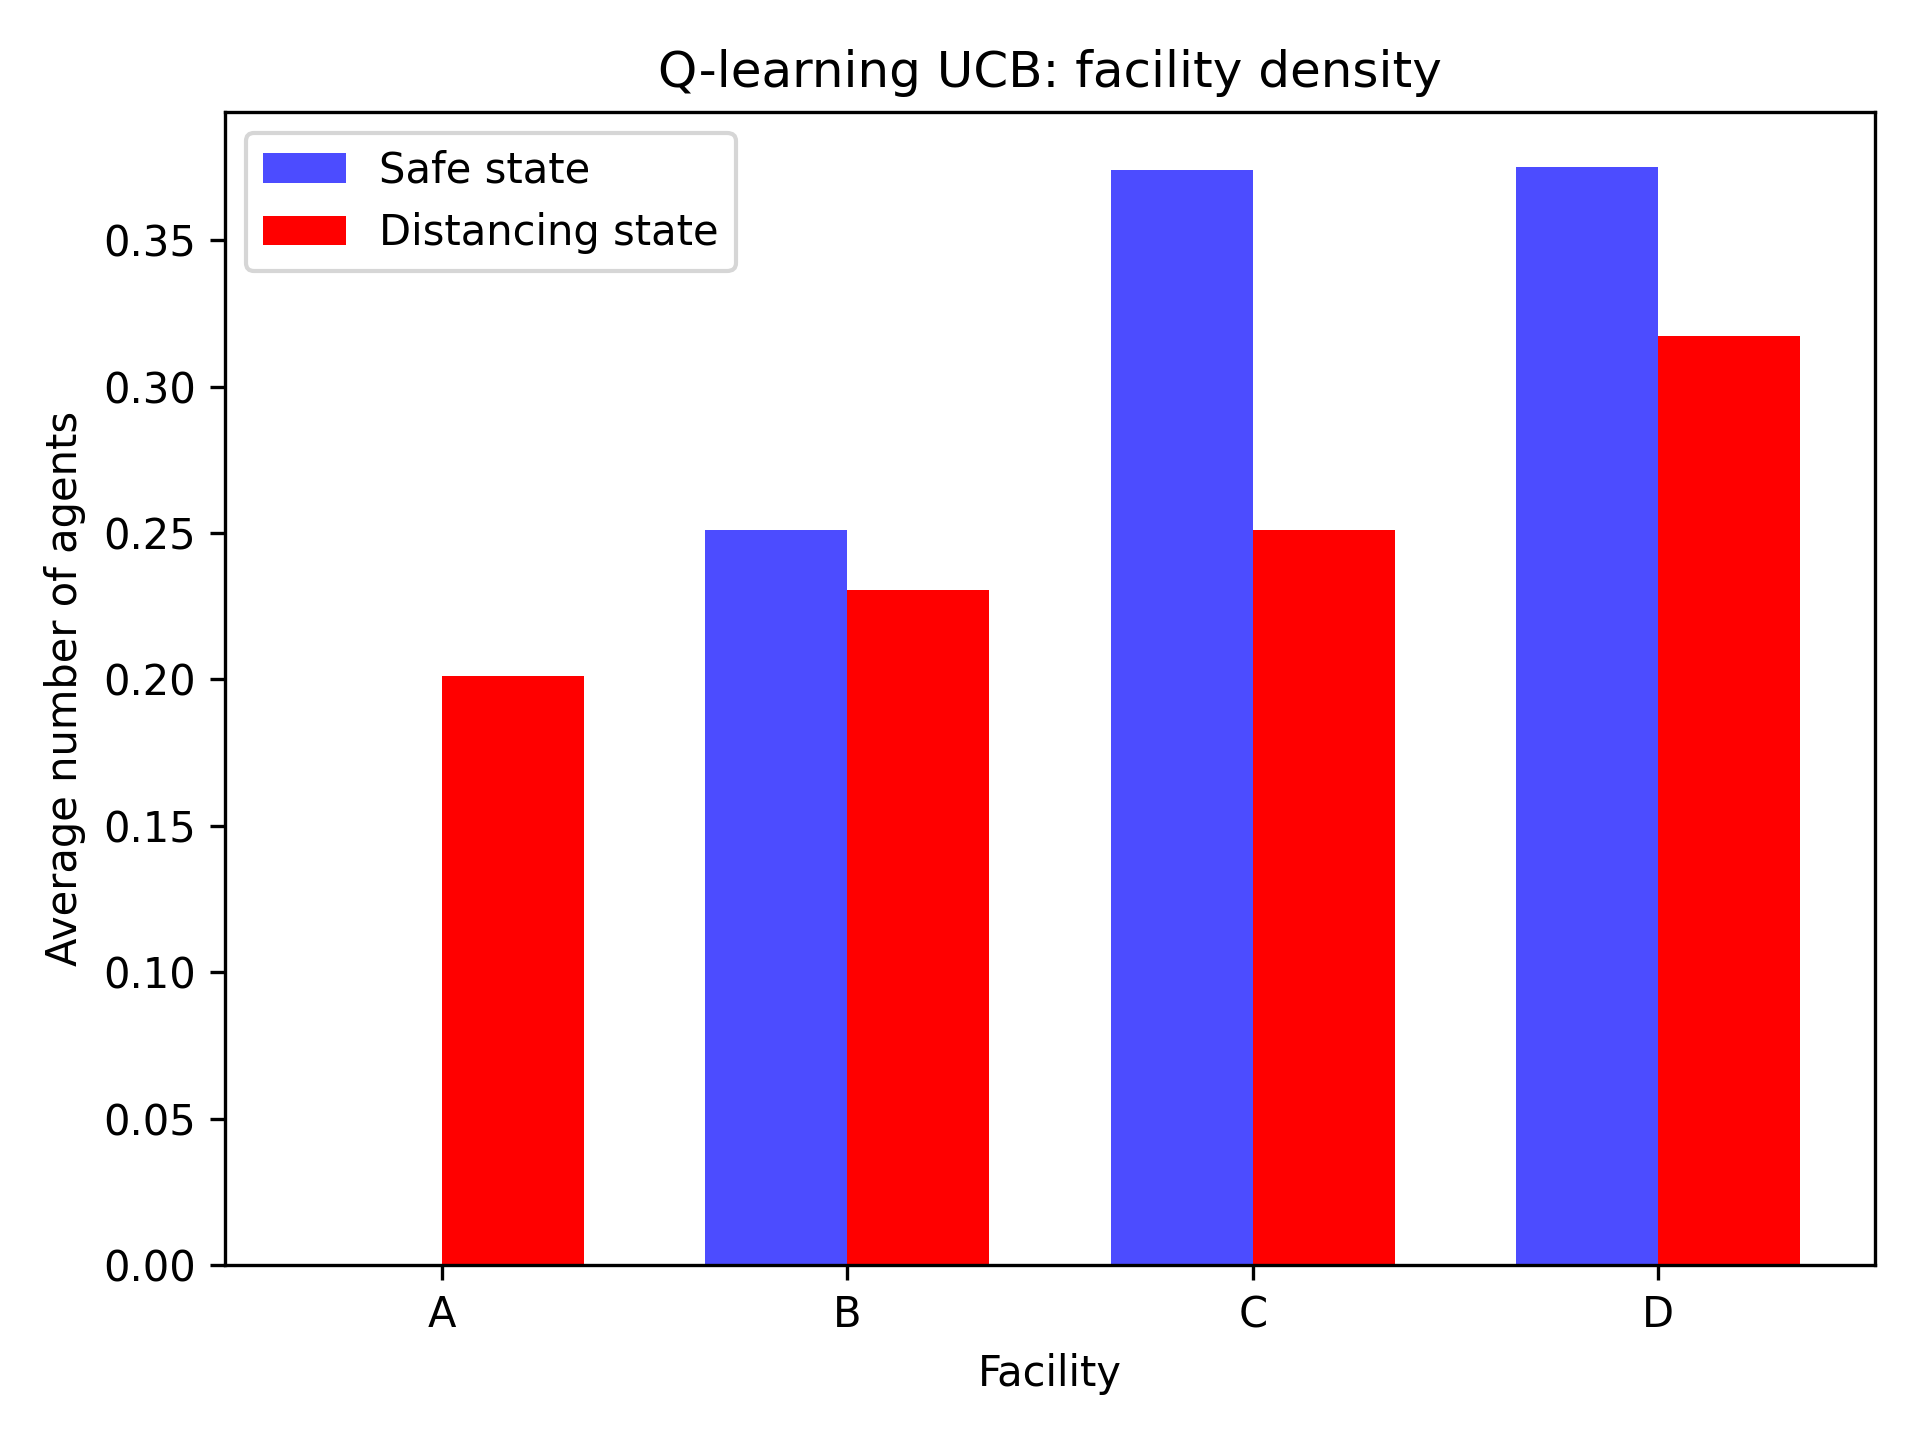 Q-learning UCB: facility density
Safe state
Distancing state
Average number of agents
0.35
0.30
0.25
0.20
0.15
0.10
0.05
0.00
A B C D
Facility